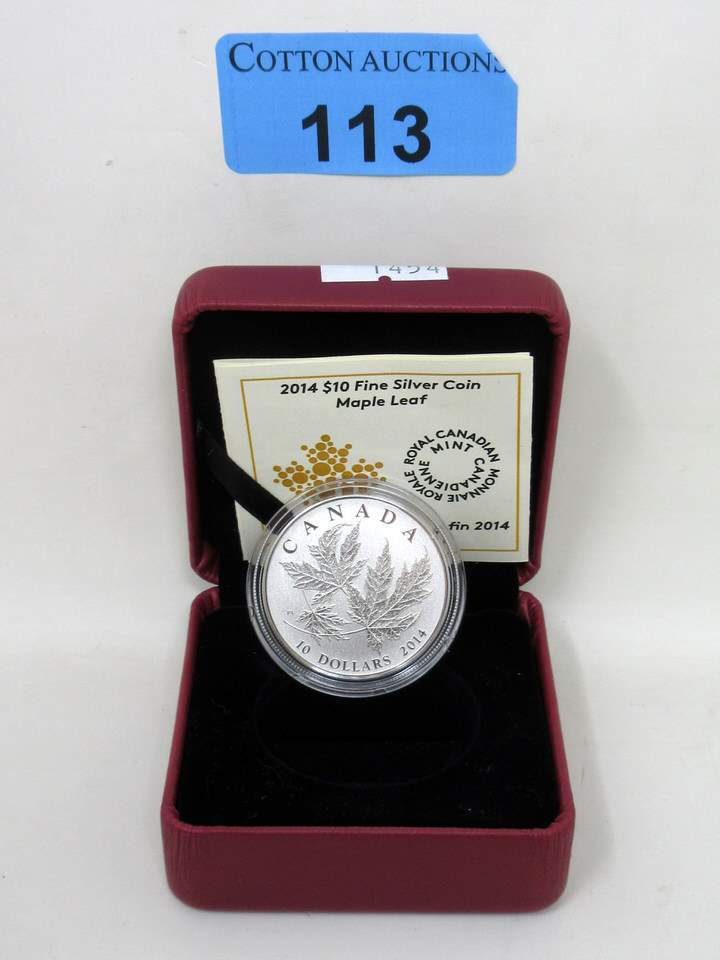 COTTON AUCTIONS
113
1454
2014 $10 Fine Silver Coin
Maple Leaf
ROYAL CANADIAN MINT
MONNAIE ROYALE CANADIENNE
fin 2014
CANADA
10 DOLLARS 2014